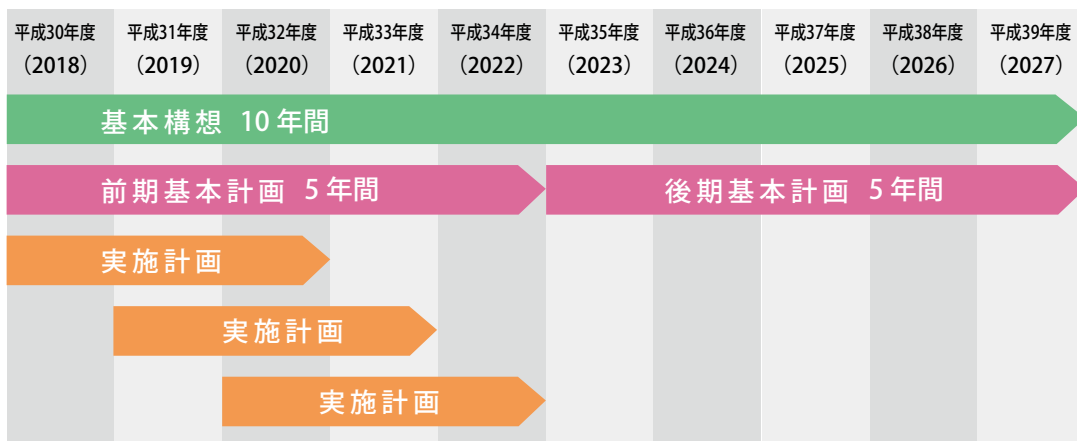 平成30年度 平成31年度 平成32年度 平成33年度 平成34年度 平成35年度 平成36年度 平成37年度 平成38年度 平成39年度
（2018） （2019） （2020） （2021） （2022） （2023） （2024） （2025） （2026） （2027）
基本構想 10年間
前期基本計画 5年間 後期基本計画 5年間
実施計画
実施計画
実施計画